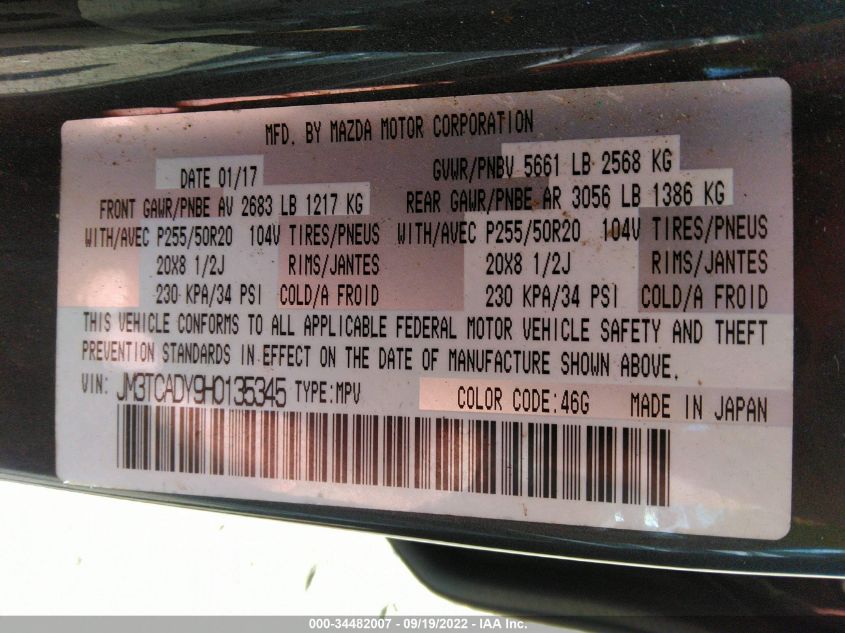 MFD. BY MAZDA MOTOR CORPORATION
DATE 01/17 GVWR/PNBV 5661 LB 2568 KG
FRONT GAWR/PNBE AV 2683 LB 1217 KG REAR GAWR/PNBE AR 3056 LB 1386 KG
WITH/AVEC P255/50R20 104V TIRES/PNEUS WITH/AVEC P255/50R20 104V TIRES/PNEUS
20X8 1/2J RIMS/JANTES 20X8 1/2J RIMS/JANTES
230 KPA/34 PSI COLD/A FROID 230 KPA/34 PSI COLD/A FROID
THIS VEHICLE CONFORMS TO ALL APPLICABLE FEDERAL MOTOR VEHICLE SAFETY AND THEFT
PREVENTION STANDARDS IN EFFECT ON THE DATE OF MANUFACTURE SHOWN ABOVE.
VIN: JM3TCADY9H0135345 TYPE:MPV COLOR CODE:46G MADE IN JAPAN
000-34482007 - 09/19/2022 - IAA Inc.